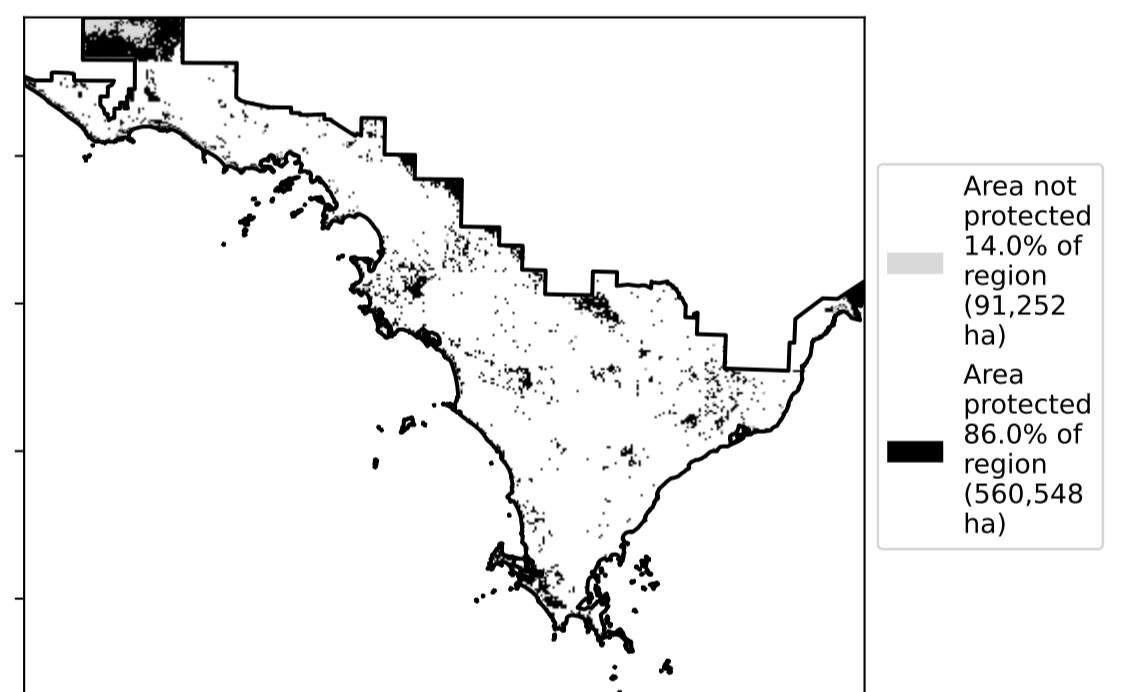 Area not
protected
14.0% of
region
(91,252
ha)
Area
protected
86.0% of
region
(560,548
ha)